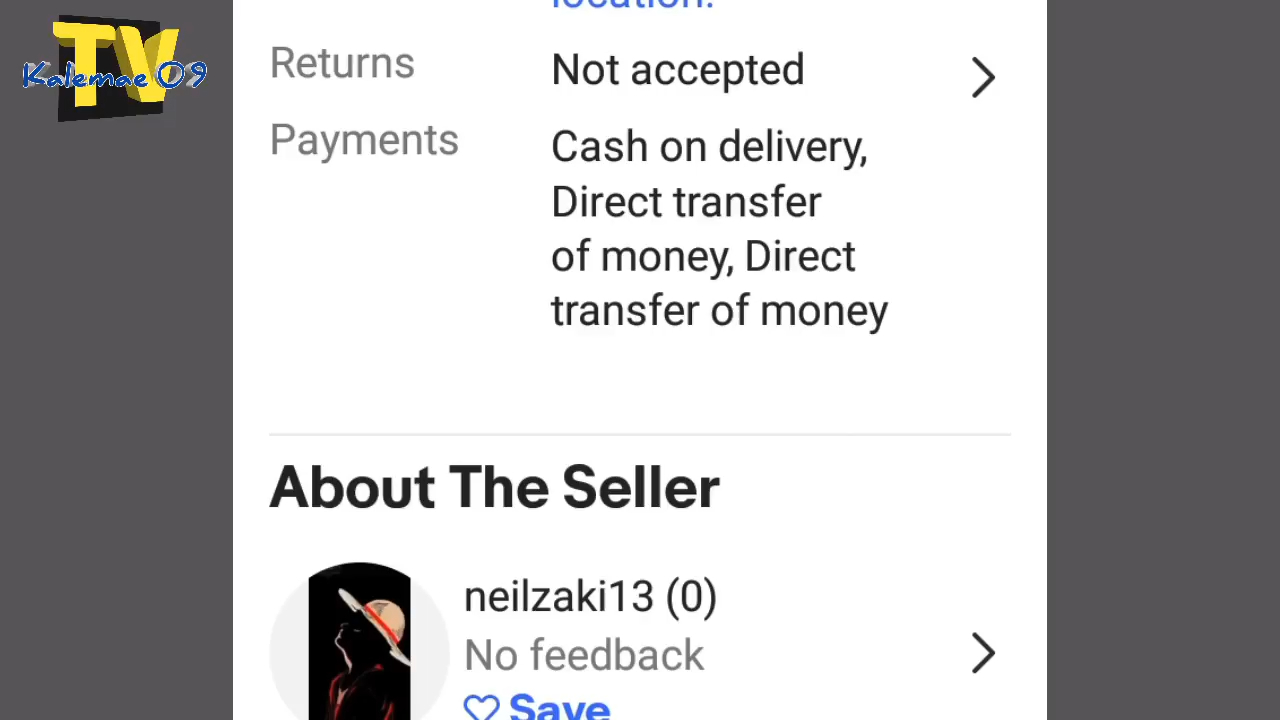 TV
Kalemae 09
location.
Returns
Not accepted
Payments
Cash on delivery,
Direct transfer
of money, Direct
transfer of money
About The Seller
neilzaki13 (0)
No feedback
Save